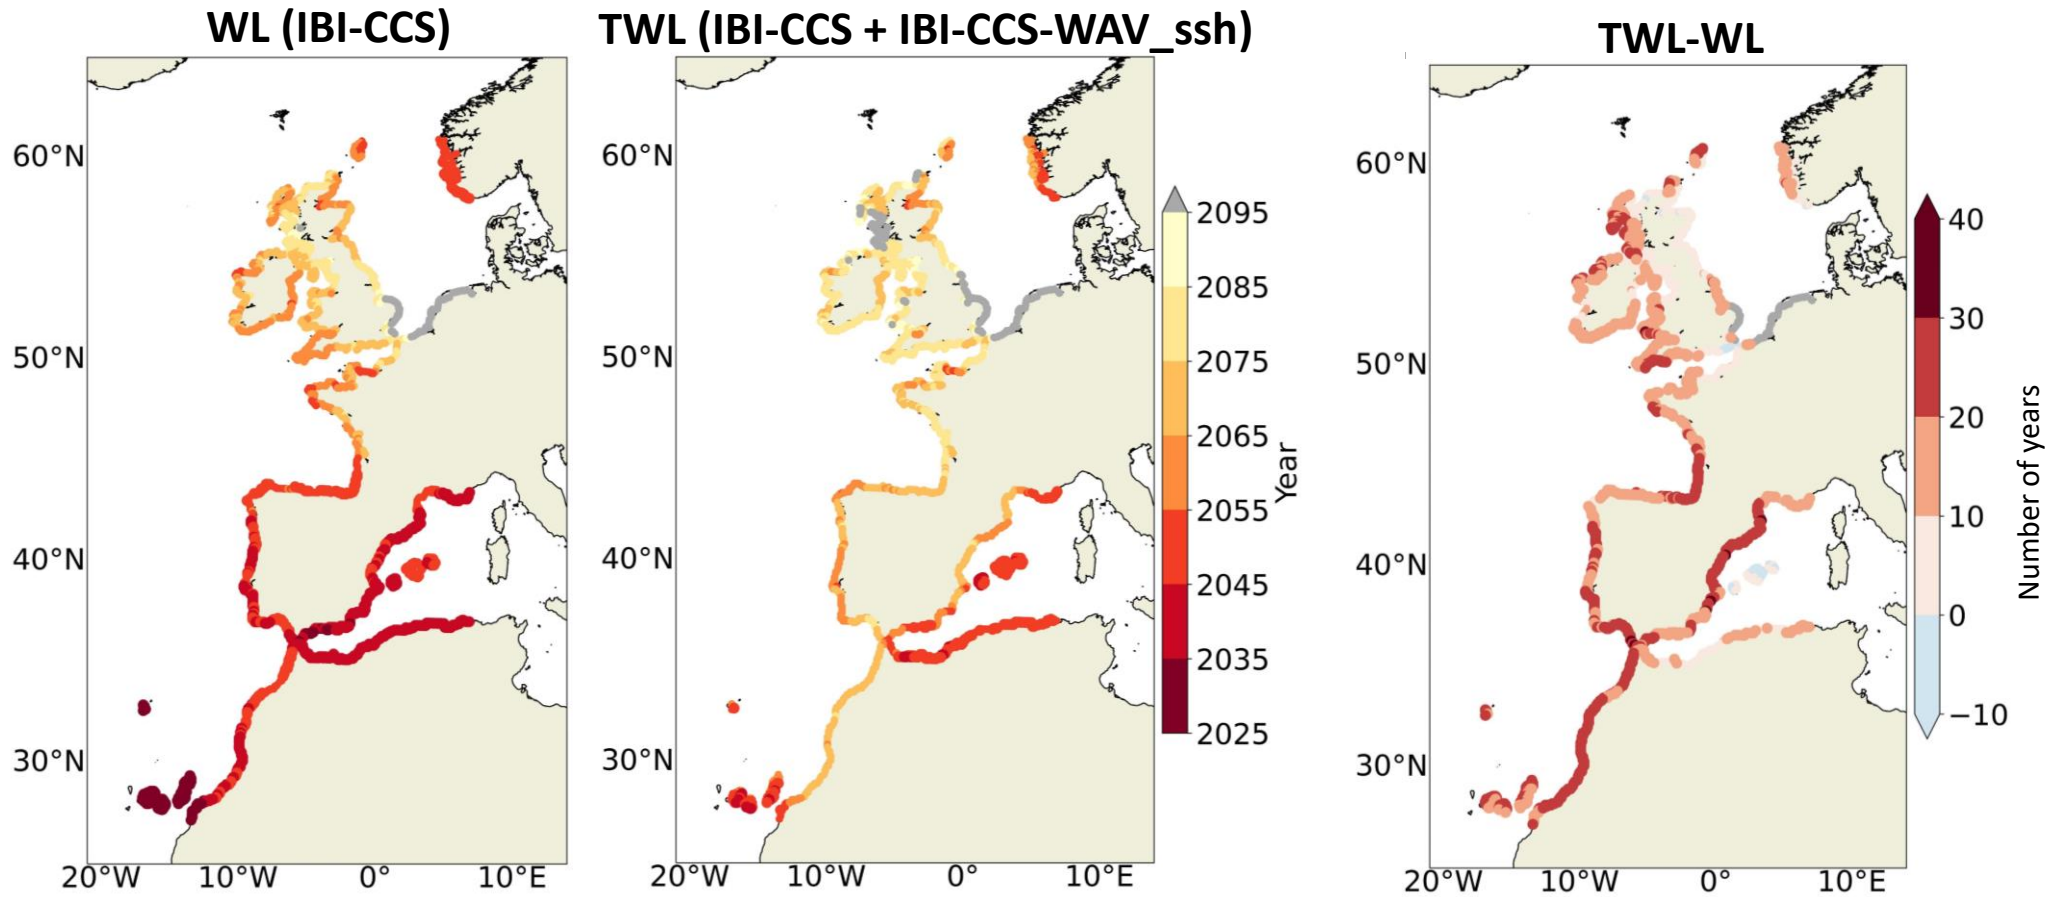 WL (IBI-CCS)
TWL (IBI-CCS + IBI-CCS-WAV_ssh)
TWL-WL
60°N
50°N
40°N
30°N
20°W
10°W
0°
10°E
60°N
50°N
40°N
30°N
20°W
10°W
0°
10°E
2095
2085
2075
2065
2055
2045
2035
2025
Year
60°N
50°N
40°N
30°N
20°W
10°W
0°
10°E
40
30
20
10
0
−10
Number of years